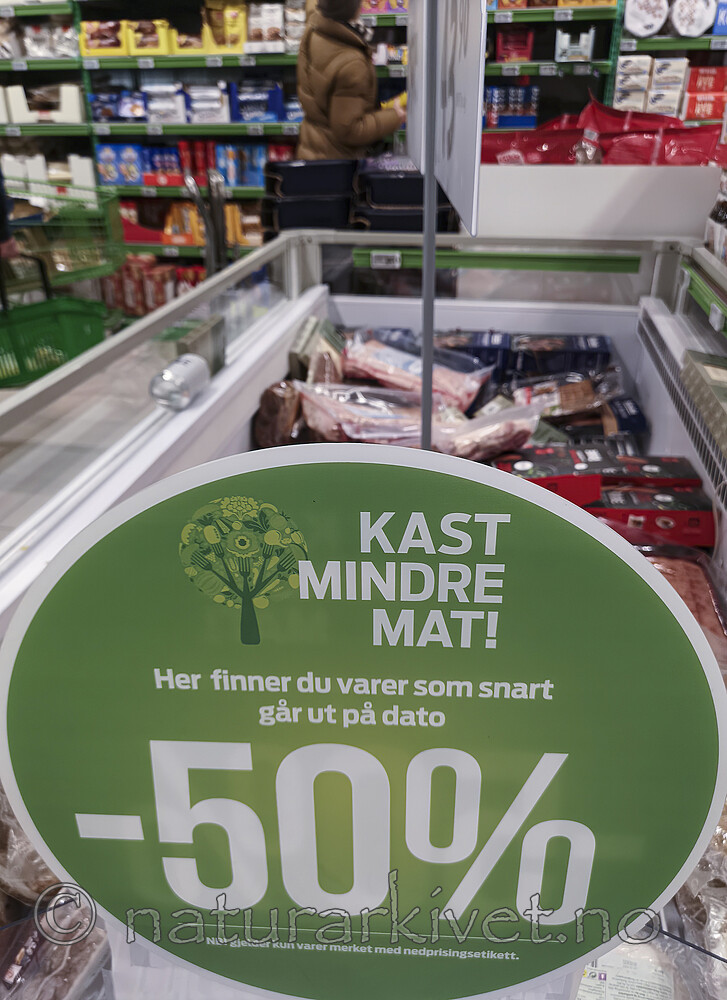 KAST
MINDRE
MAT!
Her finner du varer som snart
går ut på dato
-50%
© naturarkivet.no
gjelder kun varer merket med nedprisingsetikett.